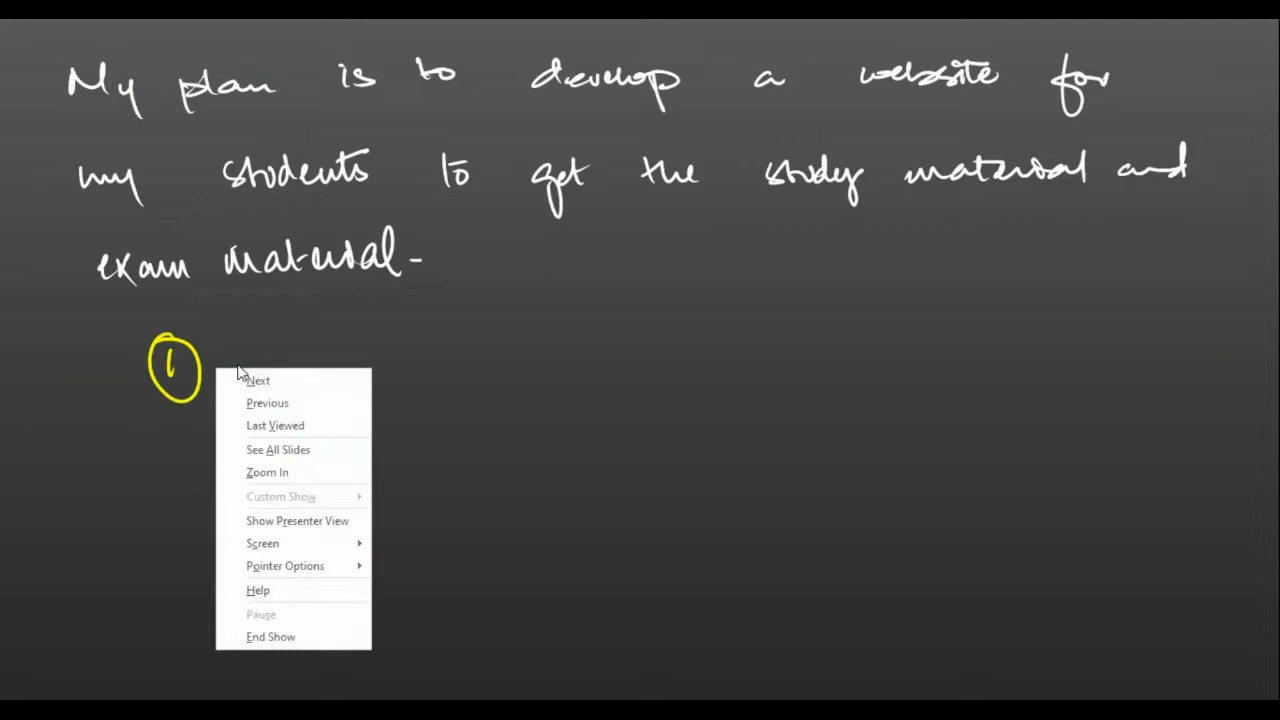 My plan is to develop a website for
my students to get the study material and
exam material.
1
Next
Previous
Last Viewed
See All Slides
Zoom In
Custom Show
Show Presenter View
Screen
Pointer Options
Help
Pause
End Show